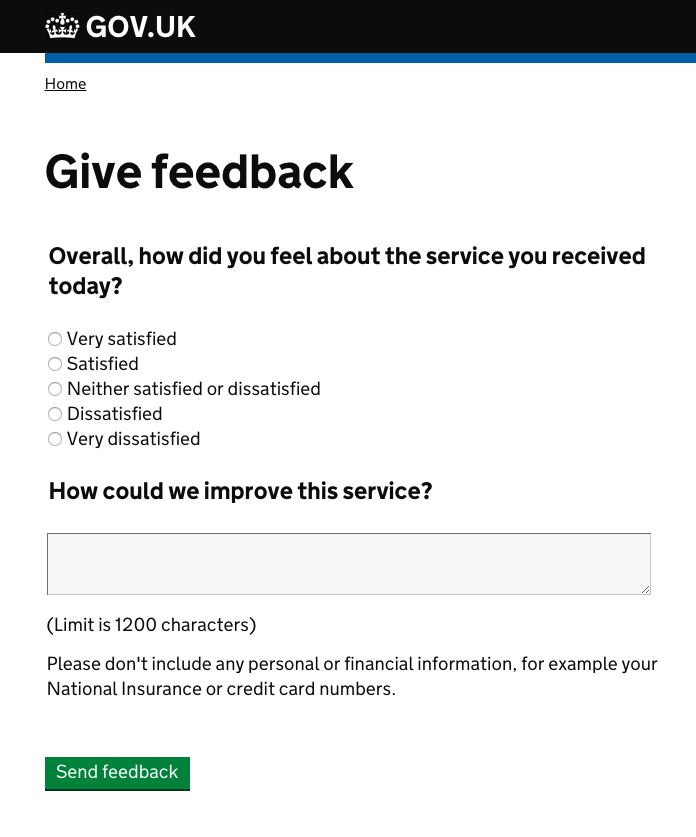 GOV.UK
Home
Give feedback
Overall, how did you feel about the service you received
today?
Very satisfied
Satisfied
Neither satisfied or dissatisfied
Dissatisfied
Very dissatisfied
How could we improve this service?
(Limit is 1200 characters)
Please don't include any personal or financial information, for example your
National Insurance or credit card numbers.
Send feedback